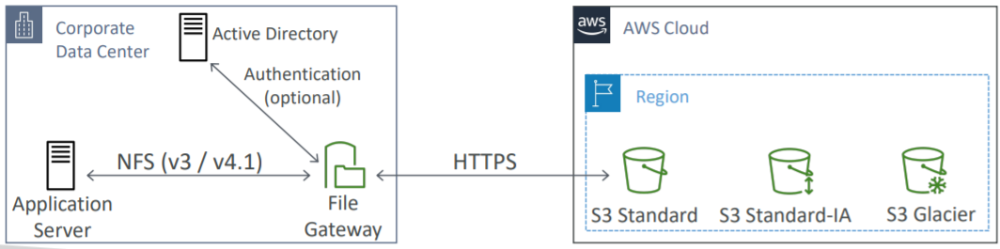 Corporate
Data Center
Active Directory
Authentication
(optional)
NFS (v3 / v4.1)
Application
Server
File
Gateway
HTTPS
aws
AWS Cloud
Region
S3 Standard
S3 Standard-IA
S3 Glacier